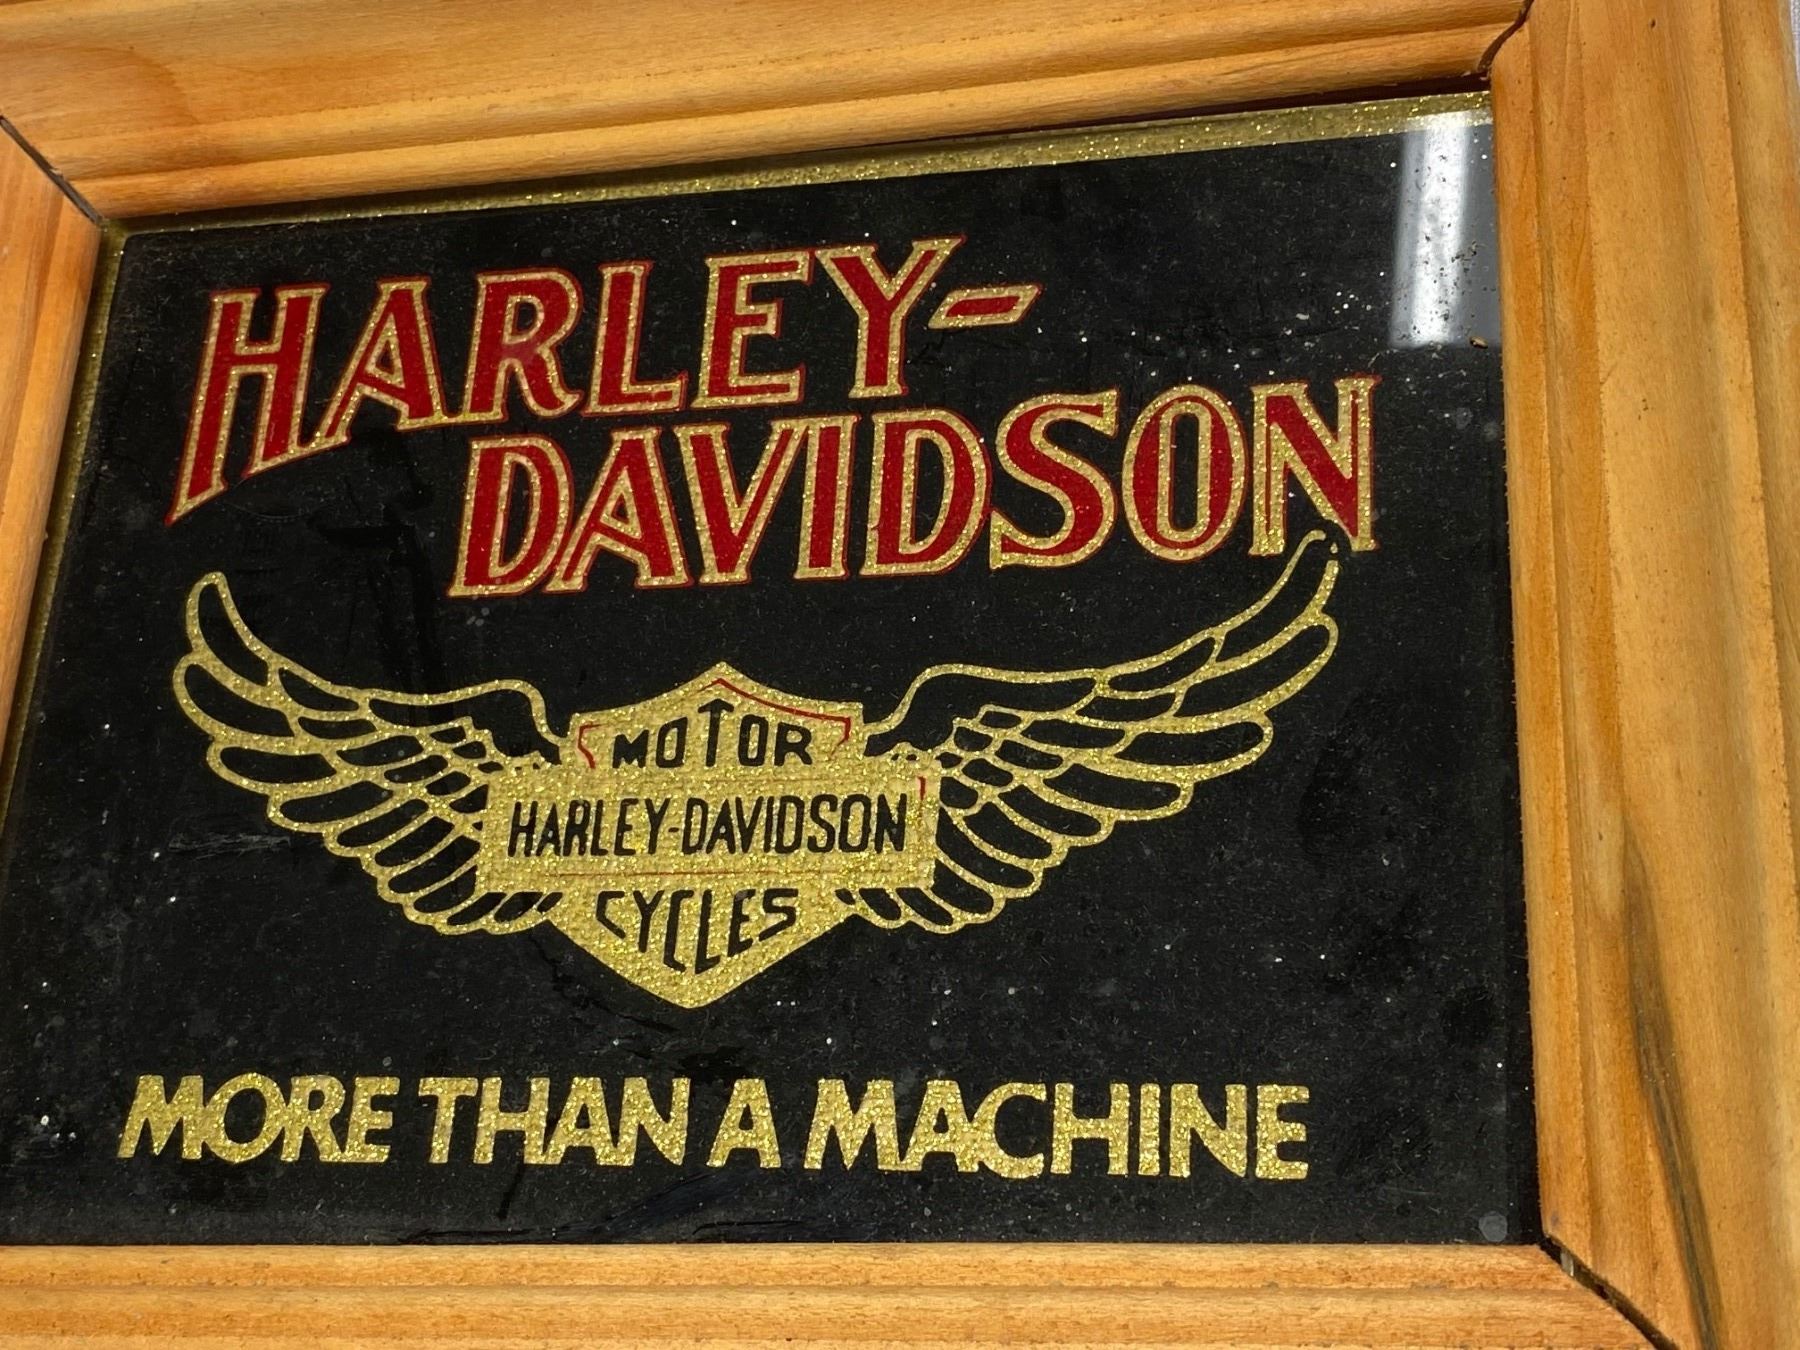 HARLEY-
DAVIDSON
MOTOR
HARLEY-DAVIDSON
CYCLES
MORE THAN A MACHINE